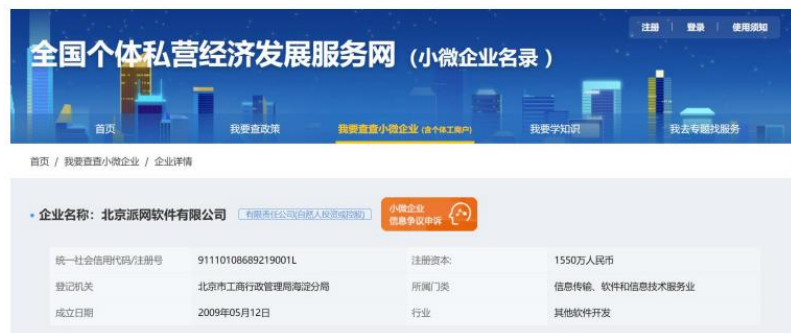 注册 | 登录 | 使用须知
全国个体私营经济发展服务网（小微企业名录）
首页 我要查政策 我要查查小微企业 (含个体工商户) 我要学知识 我去专题找服务
首页 / 我要查查小微企业 / 企业详情
• 企业名称：北京派网软件有限公司 有限责任公司(自然人投资或控股) 小微企业
信息争议申诉
统一社会信用代码/注册号 91110108689219001L 注册资本: 1550万人民币
登记机关 北京市工商行政管理局海淀分局 所属门类 信息传输、软件和信息技术服务业
成立日期 2009年05月12日 行业 其他软件开发